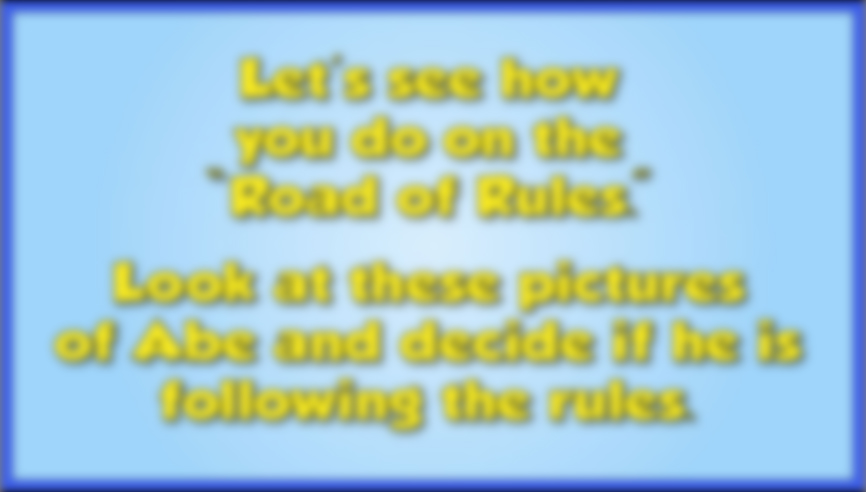 Let's see how
you do on the
"Road of Rules."
Look at these pictures
of Abe and decide if he is
following the rules.